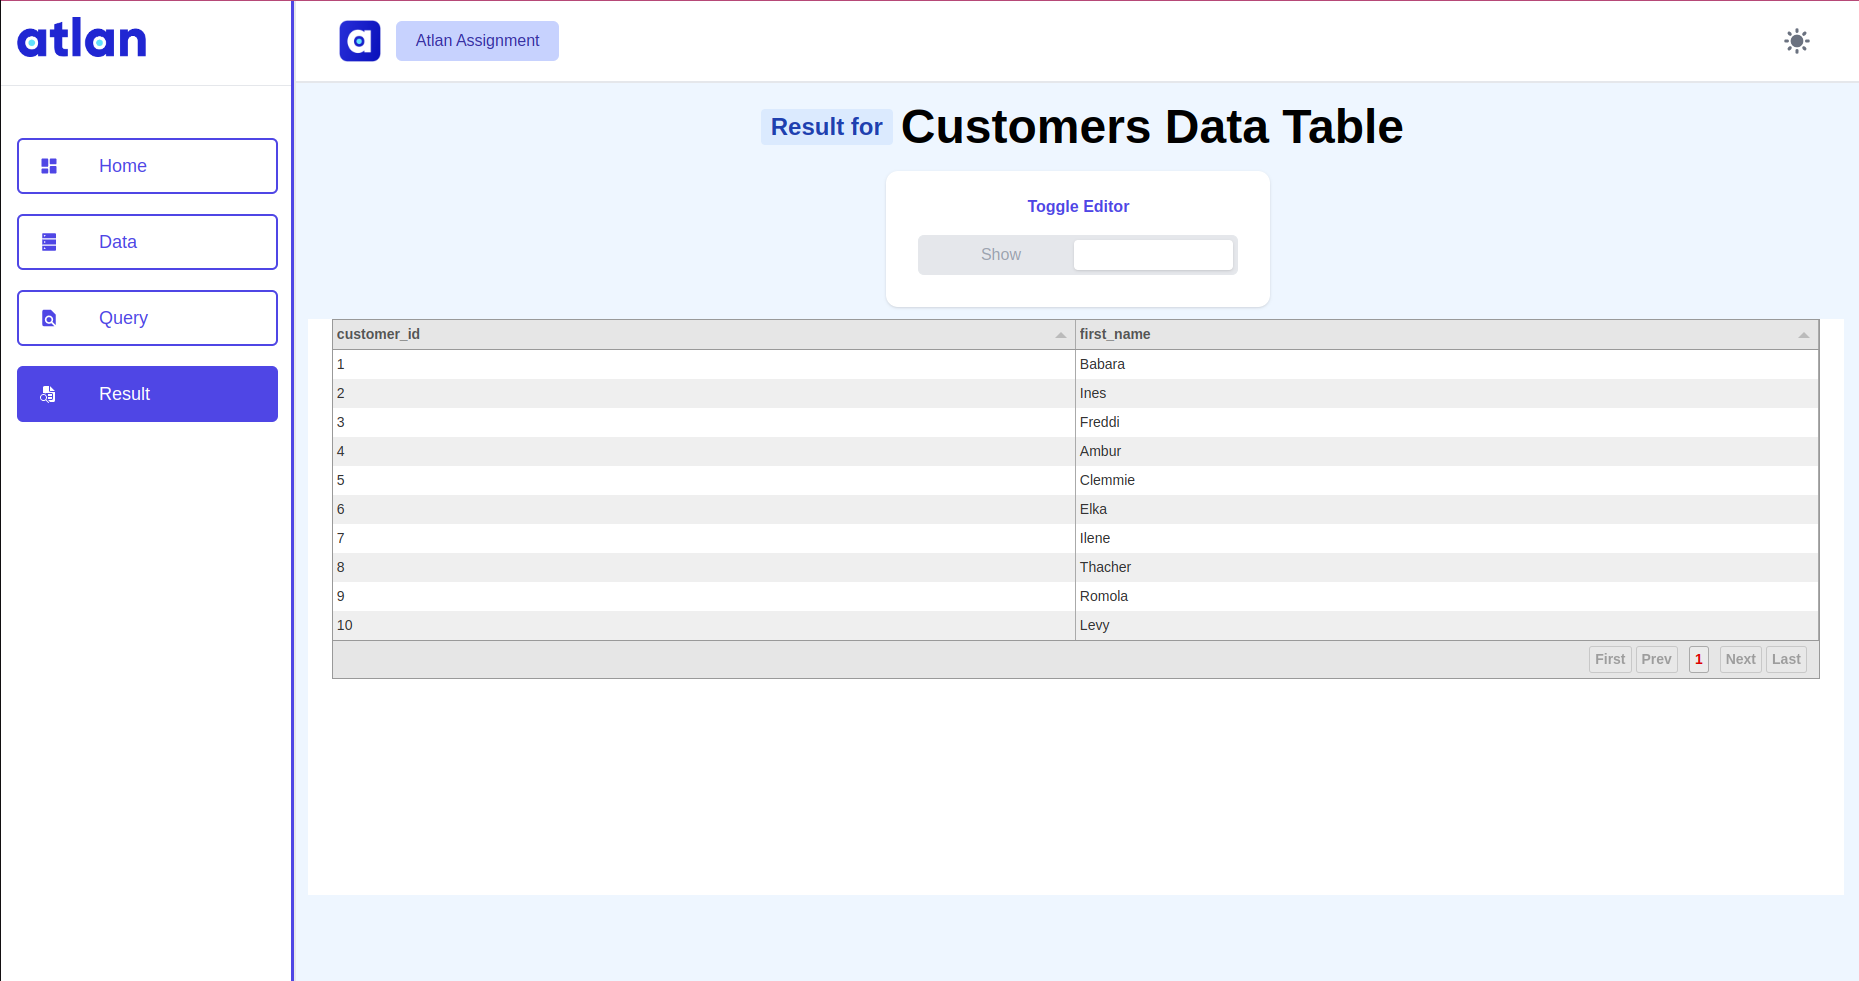 atlan
Home
Data
Query
Result
a Atlan Assignment
Result for Customers Data Table
Toggle Editor
Show
customer_id first_name
1 Babara
2 Ines
3 Freddi
4 Ambur
5 Clemmie
6 Elka
7 Ilene
8 Thacher
9 Romola
10 Levy
First Prev 1 Next Last